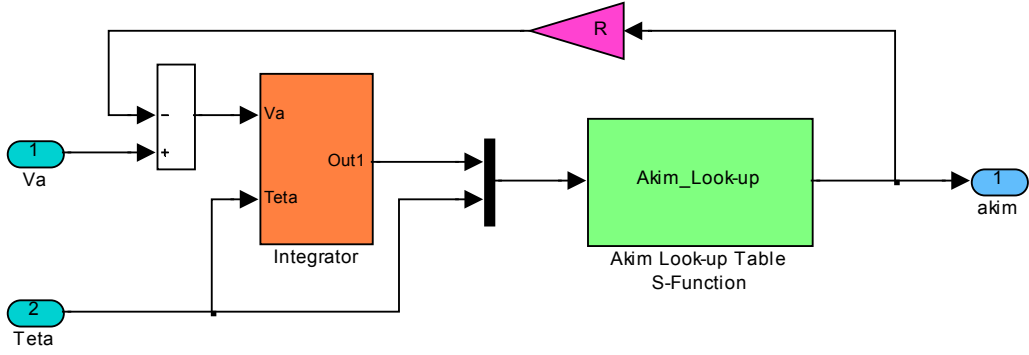 R
-
+
1
Va
Va
Out1
Teta
Integrator
Akim_Look-up
Akim Look-up Table
S-Function
1
akim
2
Teta